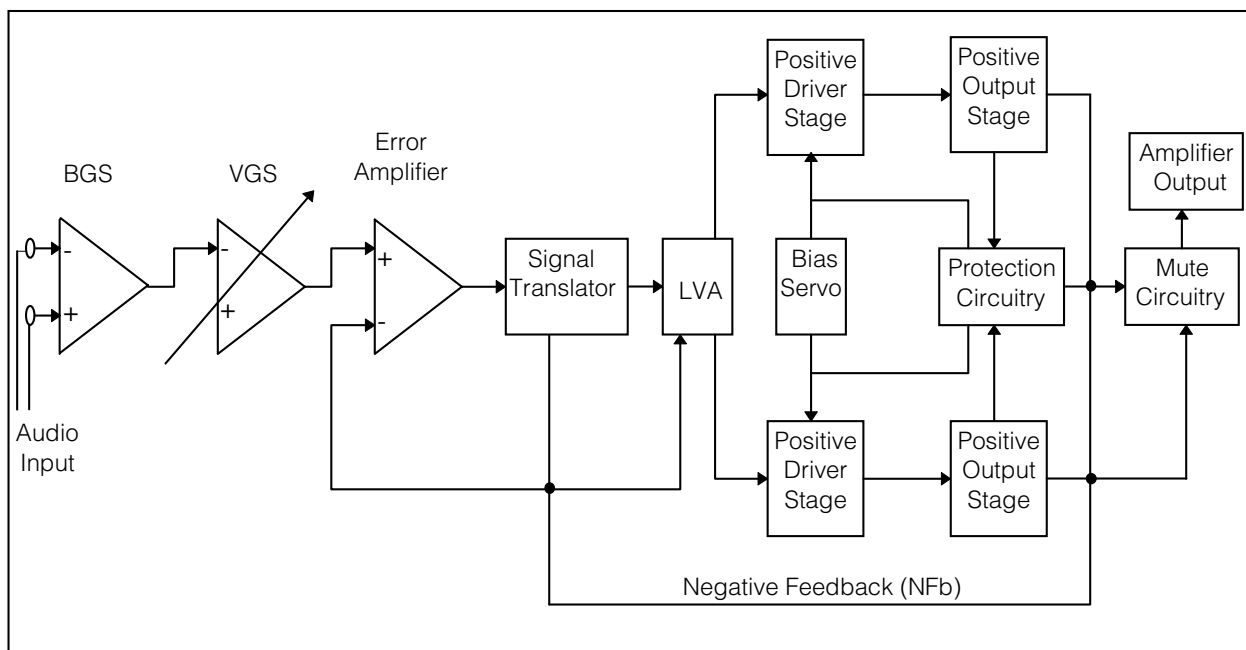 BGS
VGS
Error
Amplifier
-
+
-
+
+
-
Audio
Input
Signal
Translator
LVA
Positive
Driver
Stage
Positive
Output
Stage
Bias
Servo
Protection
Circuitry
Amplifier
Output
Mute
Circuitry
Positive
Driver
Stage
Positive
Output
Stage
Negative Feedback (NFb)